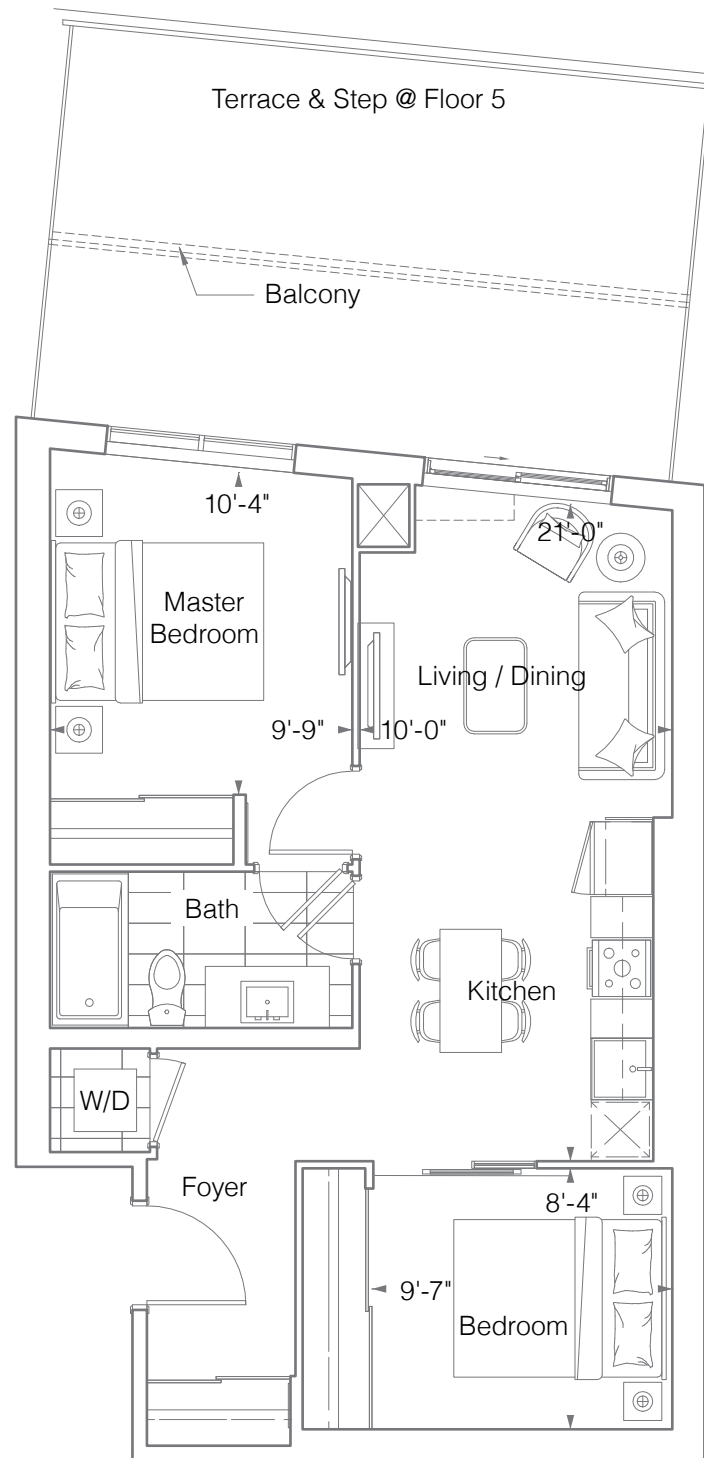 Terrace & Step @ Floor 5
Balcony
10'-4"
21'-0"
Master
Bedroom
Living / Dining
9'-9"
10'-0"
Bath
Kitchen
W/D
Foyer
8'-4"
9'-7"
Bedroom